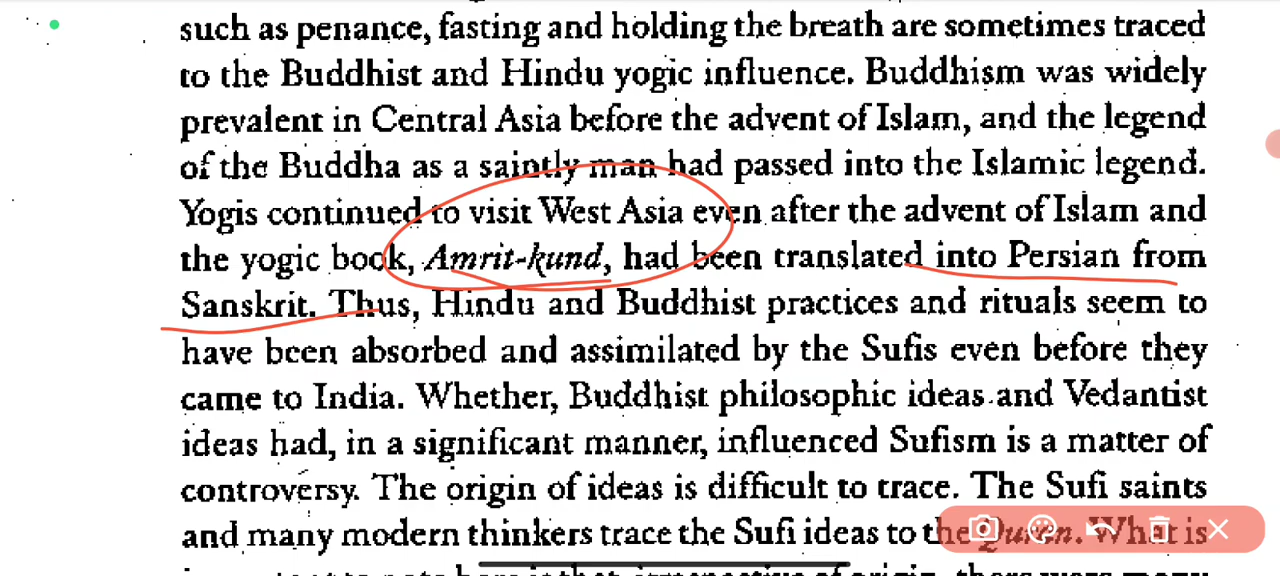 such as penance, fasting and holding the breath are sometimes traced
to the Buddhist and Hindu yogic influence. Buddhism was widely
prevalent in Central Asia before the advent of Islam, and the legend
of the Buddha as a saintly man had passed into the Islamic legend.
Yogis continued to visit West Asia even after the advent of Islam and
the yogic book, Amrit-kund, had been translated into Persian from
Sanskrit. Thus, Hindu and Buddhist practices and rituals seem to
have been absorbed and assimilated by the Sufis even before they
came to India. Whether, Buddhist philosophic ideas and Vedantist
ideas had, in a significant manner, influenced Sufism is a matter of
controversy. The origin of ideas is difficult to trace. The Sufi saints
and many modern thinkers trace the Sufi ideas to the Quran. What is